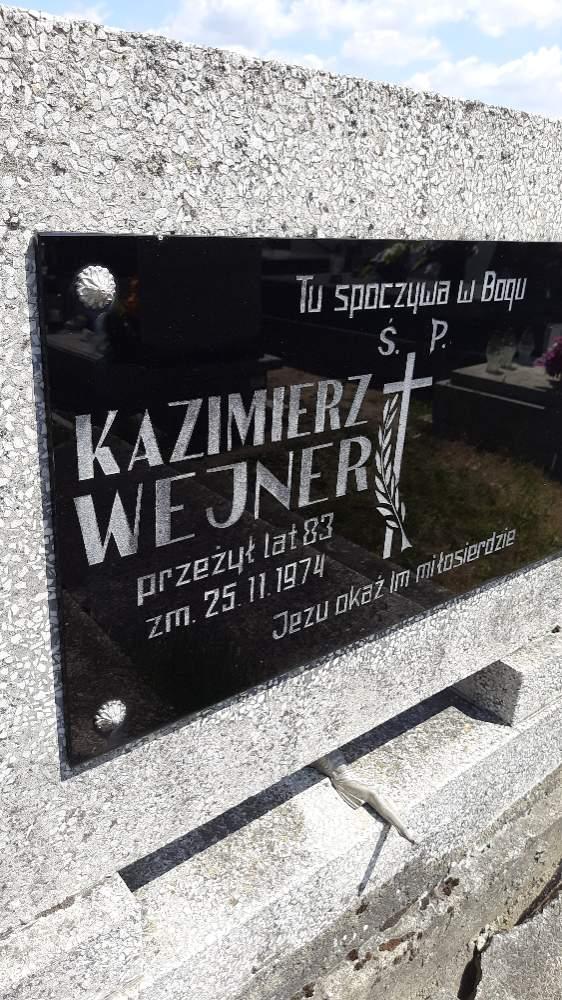 Tu spoczywa w Bogu
Ś. P.
KAZIMIERZ
WEJNER
przeżył lat 83
zm. 25.11.1974
Jezu okaż Im miłosierdzie